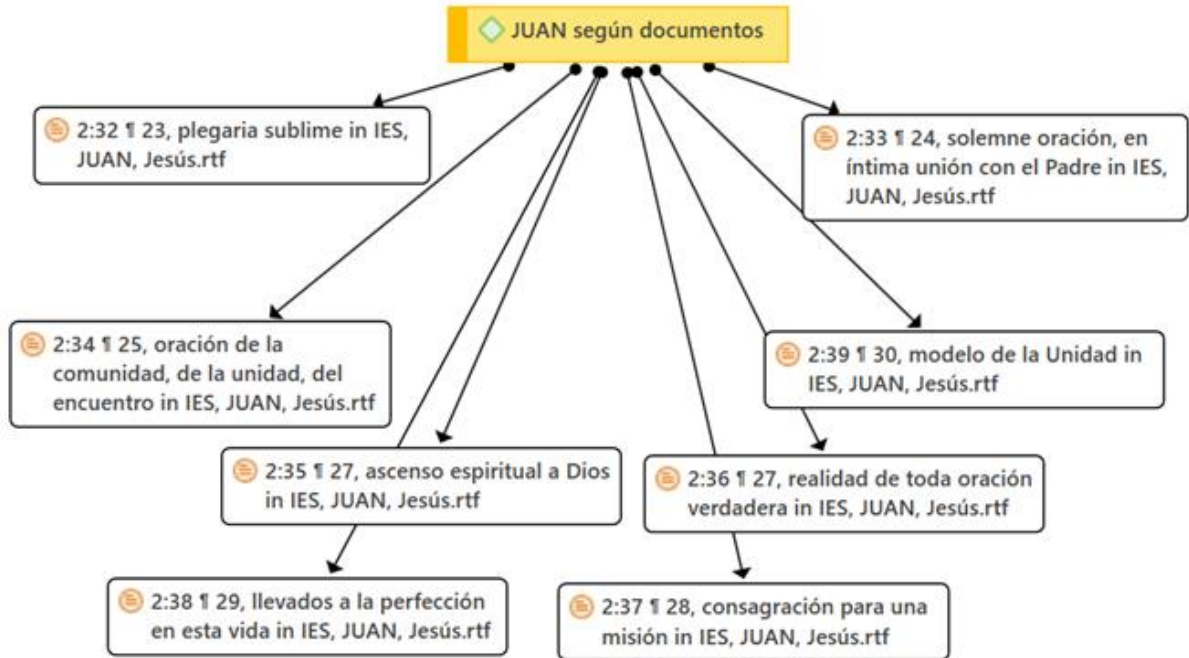 JUAN según documentos
2:32 ¶ 23, plegaria sublime in IES,
JUAN, Jesús.rtf
2:33 ¶ 24, solemne oración, en
íntima unión con el Padre in IES,
JUAN, Jesús.rtf
2:34 ¶ 25, oración de la
comunidad, de la unidad, del
encuentro in IES, JUAN, Jesús.rtf
2:39 ¶ 30, modelo de la Unidad in
IES, JUAN, Jesús.rtf
2:35 ¶ 27, ascenso espiritual a Dios
in IES, JUAN, Jesús.rtf
2:36 ¶ 27, realidad de toda oración
verdadera in IES, JUAN, Jesús.rtf
2:38 ¶ 29, llevados a la perfección
en esta vida in IES, JUAN, Jesús.rtf
2:37 ¶ 28, consagración para una
misión in IES, JUAN, Jesús.rtf